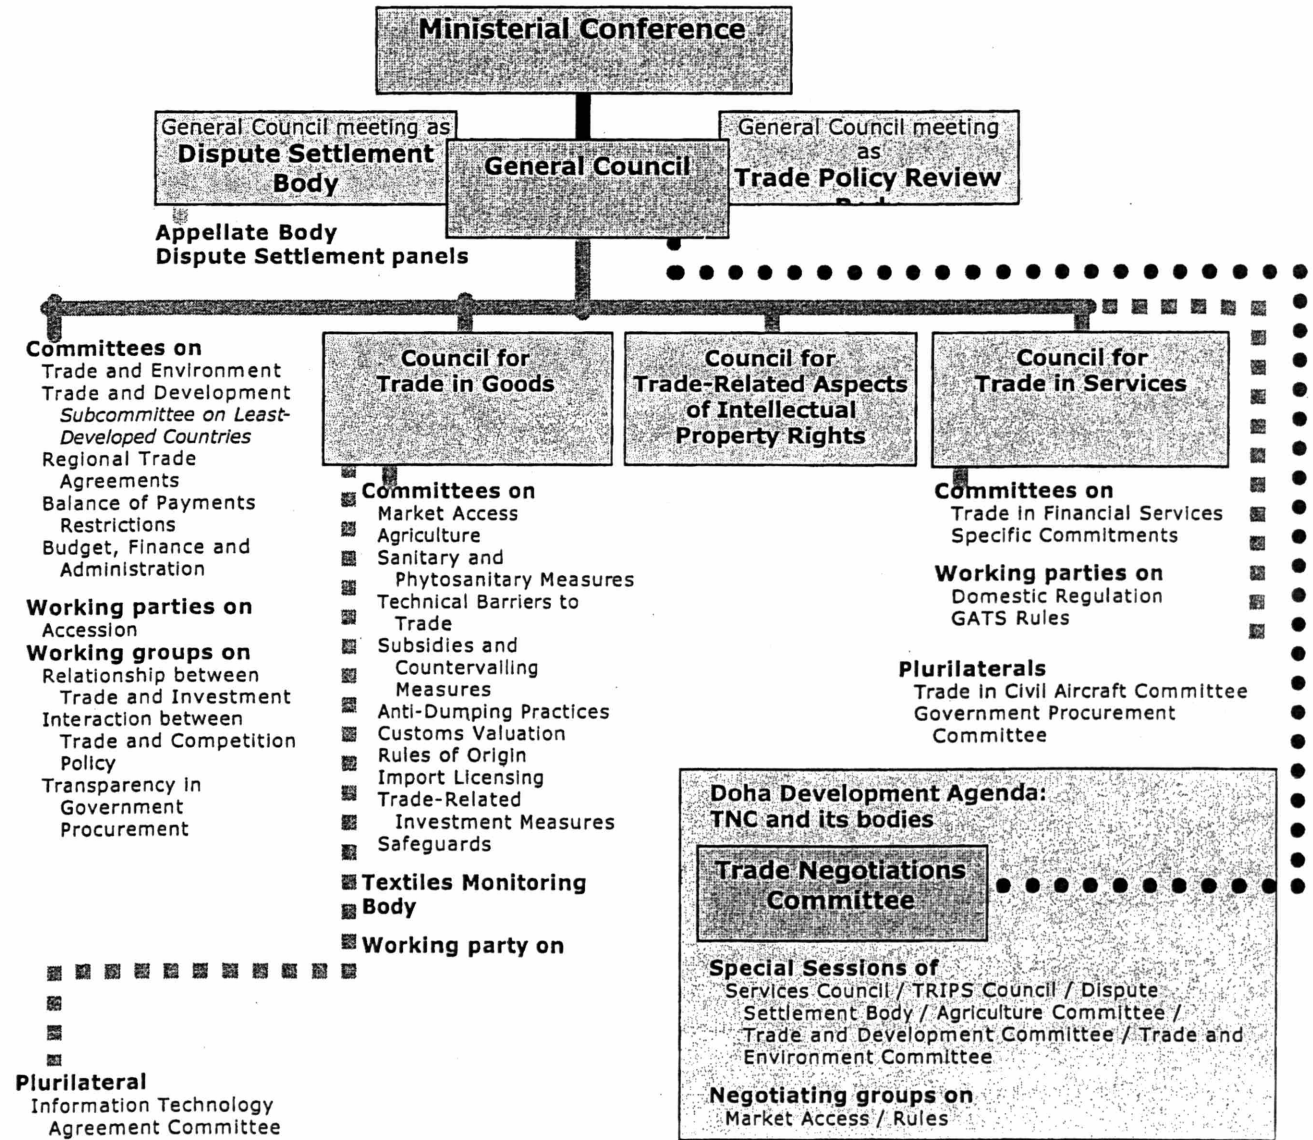 Ministerial Conference
General Council meeting as
Dispute Settlement
Body
General Council
General Council meeting
as
Trade Policy Review
Appellate Body
Dispute Settlement panels
Committees on
Trade and Environment
Trade and Development
Subcommittee on Least-
Developed Countries
Regional Trade
Agreements
Balance of Payments
Restrictions
Budget, Finance and
Administration
Working parties on
Accession
Working groups on
Relationship between
Trade and Investment
Interaction between
Trade and Competition
Policy
Transparency in
Government
Procurement
Council for
Trade in Goods
Committees on
Market Access
Agriculture
Sanitary and
Phytosanitary Measures
Technical Barriers to
Trade
Subsidies and
Countervailing
Measures
Anti-Dumping Practices
Customs Valuation
Rules of Origin
Import Licensing
Trade-Related
Investment Measures
Safeguards
Textiles Monitoring
Body
Working party on
Plurilateral
Information Technology
Agreement Committee
Council for
Trade-Related Aspects
of Intellectual
Property Rights
Council for
Trade in Services
Committees on
Trade in Financial Services
Specific Commitments
Working parties on
Domestic Regulation
GATS Rules
Plurilaterals
Trade in Civil Aircraft Committee
Government Procurement
Committee
Doha Development Agenda:
TNC and its bodies
Trade Negotiations
Committee
Special Sessions of
Services Council / TRIPS Council / Dispute
Settlement Body / Agriculture Committee /
Trade and Development Committee / Trade and
Environment Committee
Negotiating groups on
Market Access / Rules